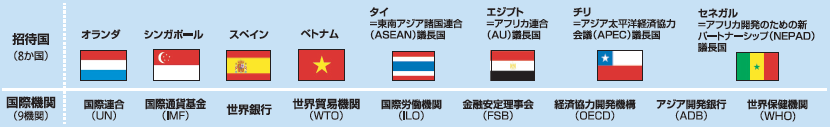 招待国
(8か国)
オランダ
シンガポール
スペイン
ベトナム
タイ
=東南アジア諸国連合
(ASEAN)議長国
エジプト
=アフリカ連合
(AU)議長国
チリ
=アジア太平洋経済協力
会議(APEC)議長国
セネガル
=アフリカ開発のための新
パートナーシップ(NEPAD)
議長国
国際機関
(9機関)
国際連合
(UN)
国際通貨基金
(IMF)
世界銀行
世界貿易機関
(WTO)
国際労働機関
(ILO)
金融安定理事会
(FSB)
経済協力開発機構
(OECD)
アジア開発銀行
(ADB)
世界保健機関
(WHO)